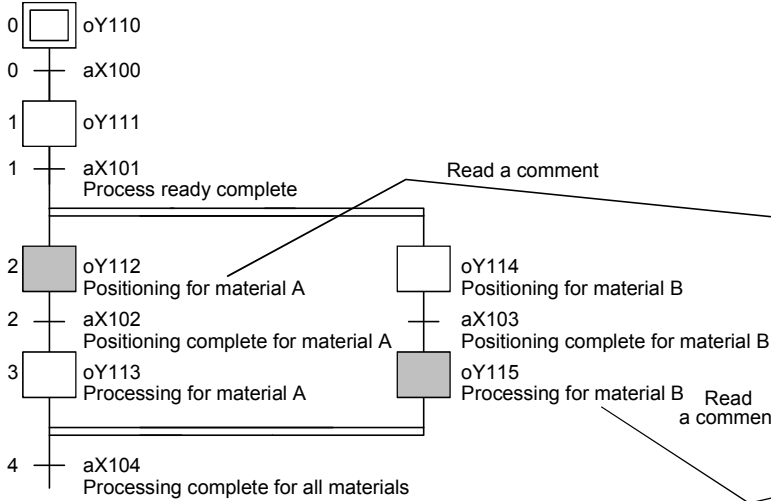 0 oY110
0 aX100
1 oY111
1 aX101
Process ready complete
Read a comment
2 oY112
Positioning for material A
oY114
Positioning for material B
2 aX102
Positioning complete for material A
aX103
Positioning complete for material B
3 oY113
Processing for material A
oY115
Processing for material B
Read
a commen
4 aX104
Processing complete for all materials